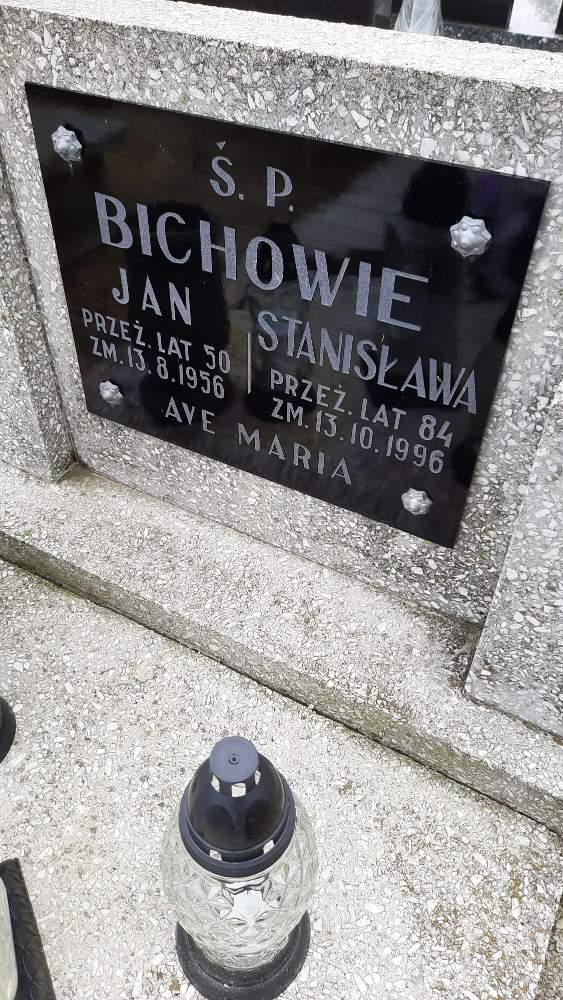 Ś. P.
BICHOWIE
JAN
PRZEŻ. LAT 50
ZM. 13.8.1956
STANISŁAWA
PRZEŻ. LAT 84
ZM. 13.10.1996
AVE MARIA